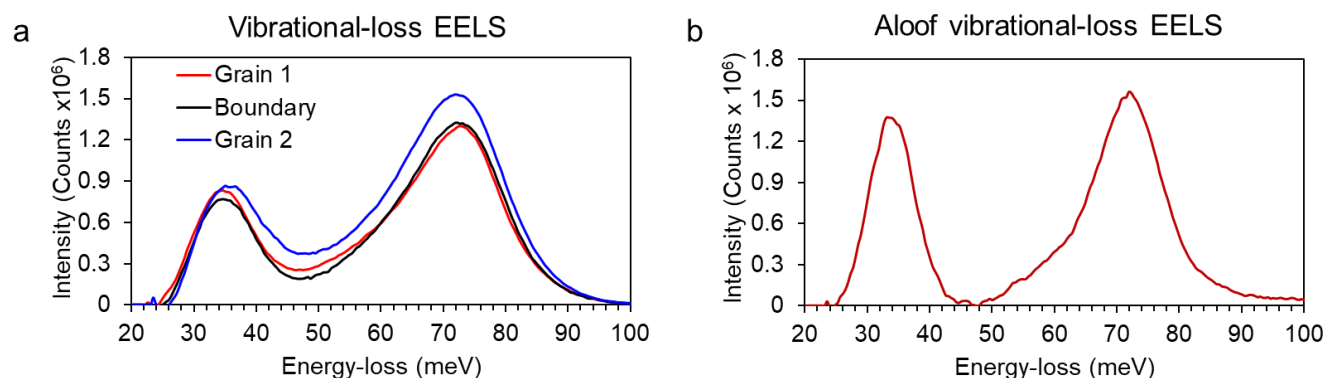 a
Vibrational-loss EELS
Intensity (Counts x10⁶)
1.8
1.5
1.2
0.9
0.6
0.3
0
Grain 1
Boundary
Grain 2
20 30 40 50 60 70 80 90 100
Energy-loss (meV)
b
Aloof vibrational-loss EELS
Intensity (Counts x 10⁶)
1.8
1.5
1.2
0.9
0.6
0.3
0
20 30 40 50 60 70 80 90 100
Energy-loss (meV)